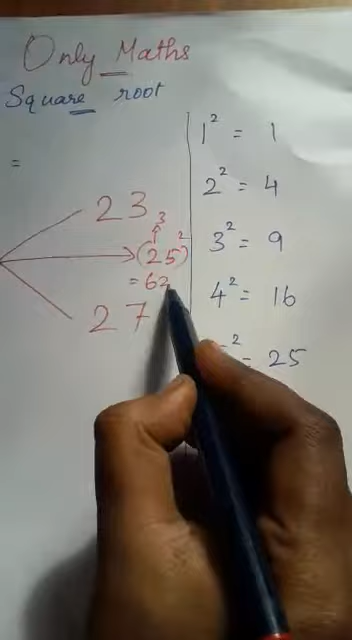 Only Maths
Square root
=
23
3
(25)²
= 62
27
1² = 1
2² = 4
3² = 9
4² = 16
² = 25